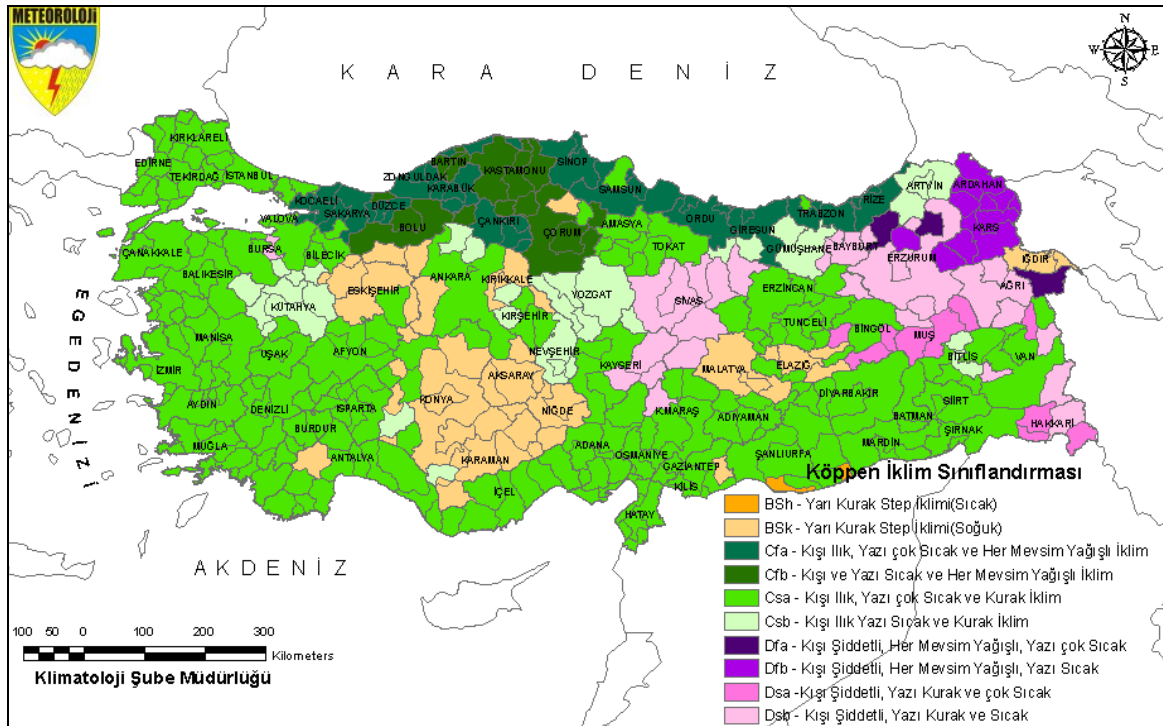 METEOROLOJİ
N
W
E
S
KARA DENİZ
KIRKLARELİ
EDİRNE
TEKİRDAĞ
İSTANBUL
KOCAELİ
YALOVA
SAKARYA
DÜZCE
ZONGULDAK
BARTIN
KARABÜK
KASTAMONU
SİNOP
SAMSUN
BOLU
ÇANKIRI
ÇORUM
AMASYA
ORDU
GİRESUN
TRABZON
RİZE
ARTVİN
ARDAHAN
KARS
TOKAT
GÜMÜŞHANE
BAYBURT
ERZURUM
IĞDIR
AĞRI
ÇANAKKALE
BURSA
BİLECİK
BALIKESİR
ESKİŞEHİR
ANKARA
KIRIKKALE
KÜTAHYA
YOZGAT
SIVAS
ERZİNCAN
KIRŞEHİR
TUNCELİ
BİNGÖL
MUŞ
MANİSA
UŞAK
AFYON
NEVŞEHİR
KAYSERİ
MALATYA
ELAZIĞ
BİTLİS
VAN
İZMİR
AKSARAY
KONYA
NİĞDE
DİYARBAKIR
SİİRT
AYDIN
DENİZLİ
ISPARTA
BURDUR
K.MARAŞ
ADIYAMAN
BATMAN
ŞIRNAK
HAKKARİ
MUĞLA
ANTALYA
KARAMAN
ADANA
OSMANİYE
GAZİANTEP
ŞANLIURFA
MARDİN
İÇEL
KİLİS
HATAY
EGE DENİZİ
AKDENİZ
Köppen İklim Sınıflandırması
BSh - Yarı Kurak Step İklimi(Sıcak)
BSk - Yarı Kurak Step İklimi(Soğuk)
Cfa - Kışı Ilık, Yazı çok Sıcak ve Her Mevsim Yağışlı İklim
Cfb - Kışı ve Yazı Sıcak ve Her Mevsim Yağışlı İklim
Csa - Kışı Ilık, Yazı çok Sıcak ve Kurak İklim
Csb - Kışı Ilık Yazı Sıcak ve Kurak İklim
Dfa - Kışı Şiddetli, Her Mevsim Yağışlı, Yazı çok Sıcak
Dfb - Kışı Şiddetli, Her Mevsim Yağışlı, Yazı Sıcak
Dsa -Kışı Şiddetli, Yazı Kurak ve çok Sıcak
Dsb - Kışı Şiddetli, Yazı Kurak ve Sıcak
100 50 0 100 200 300
Kilometers
Klimatoloji Şube Müdürlüğü